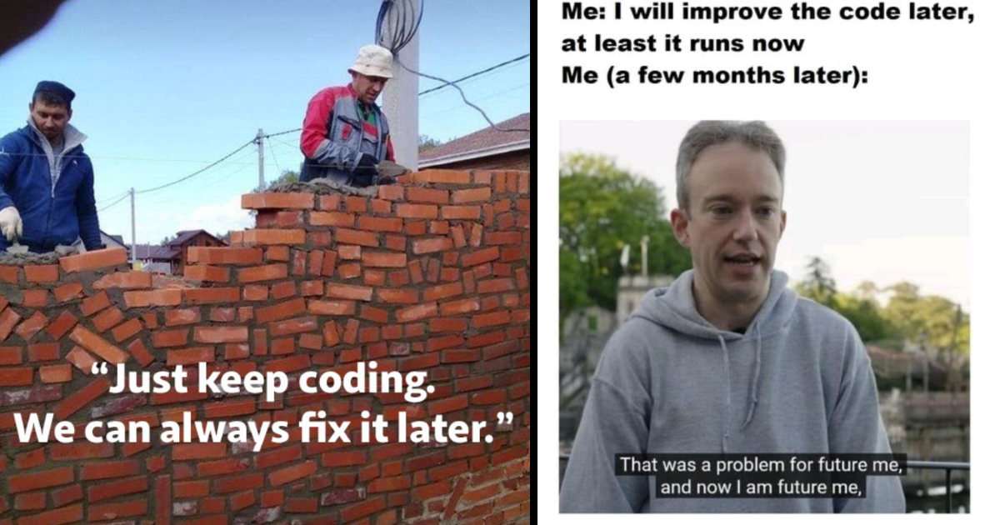 “Just keep coding.
We can always fix it later.”
Me: I will improve the code later,
at least it runs now
Me (a few months later):
That was a problem for future me,
and now I am future me,